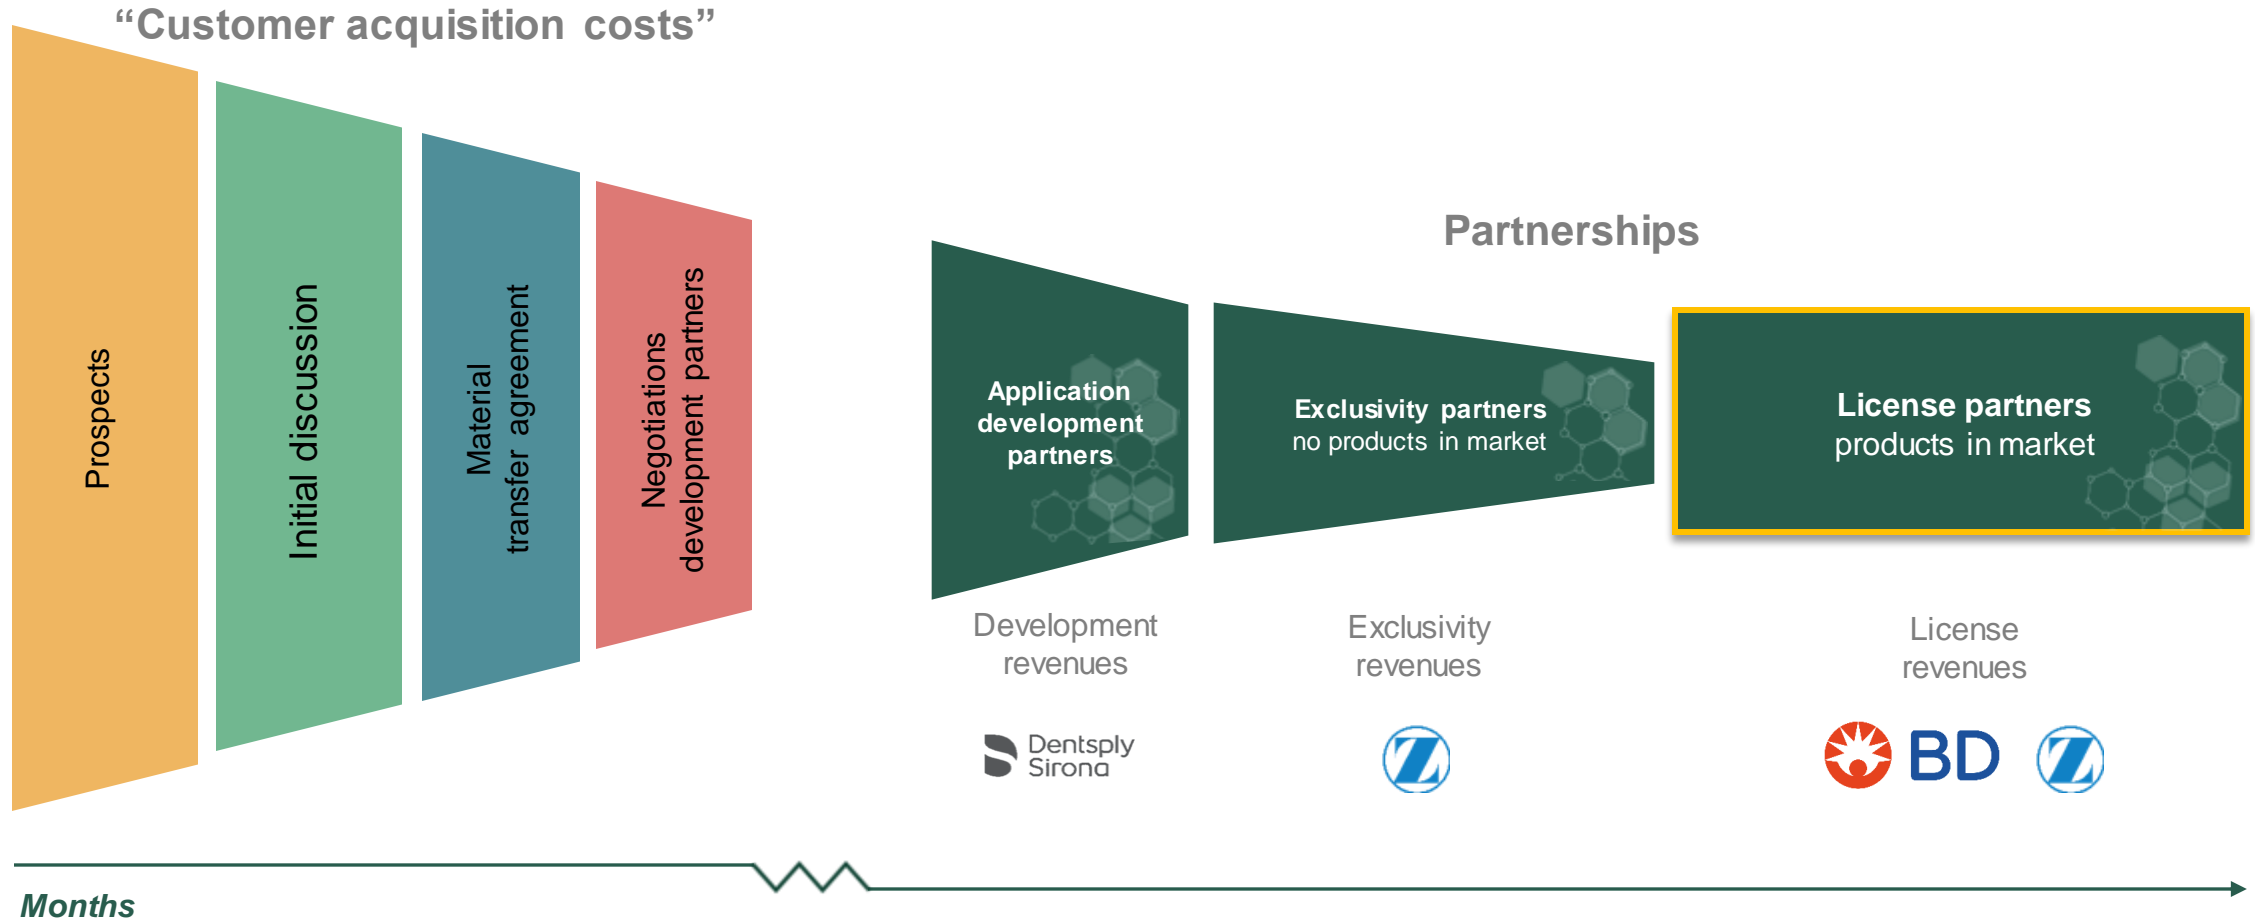 “Customer acquisition costs”
Prospects
Initial discussion
Material
transfer agreement
Negotiations
development partners
Partnerships
Application
development
partners
Exclusivity partners
no products in market
License partners
products in market
Development
revenues
Exclusivity
revenues
License
revenues
Dentsply
Sirona
Z
BD
Z
Months